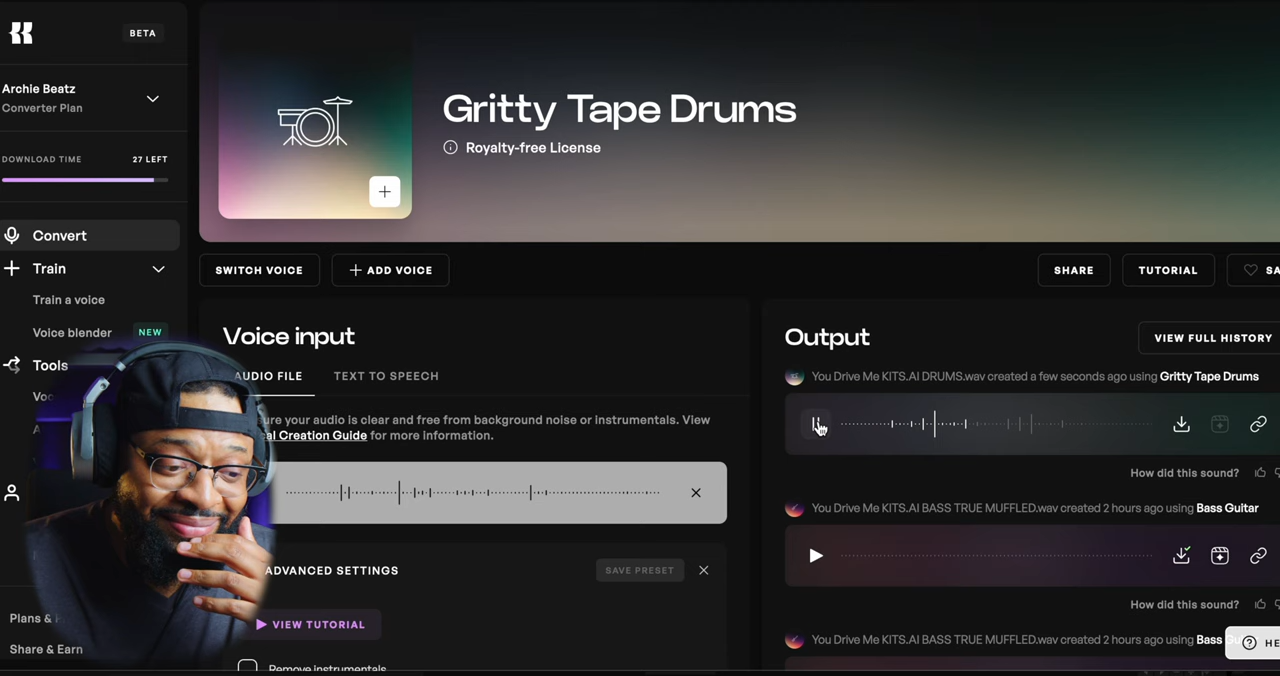 BETA
Archie Beatz
Converter Plan
DOWNLOAD TIME 27 LEFT
Convert
Train
Train a voice
Voice blender NEW
Tools
Plans &
Share & Earn
Gritty Tape Drums
Royalty-free License
SWITCH VOICE
ADD VOICE
SHARE
TUTORIAL
Voice input
AUDIO FILE
TEXT TO SPEECH
your audio is clear and free from background noise or instrumentals. View
Creation Guide for more information.
ADVANCED SETTINGS
SAVE PRESET
VIEW TUTORIAL
Remove instrumentals
Output
VIEW FULL HISTORY
You Drive Me KITS.AI DRUMS.wav created a few seconds ago using Gritty Tape Drums
How did this sound?
You Drive Me KITS.AI BASS TRUE MUFFLED.wav created 2 hours ago using Bass Guitar
How did this sound?
You Drive Me KITS.AI BASS TRUE MUFFLED.wav created 2 hours ago using Bass